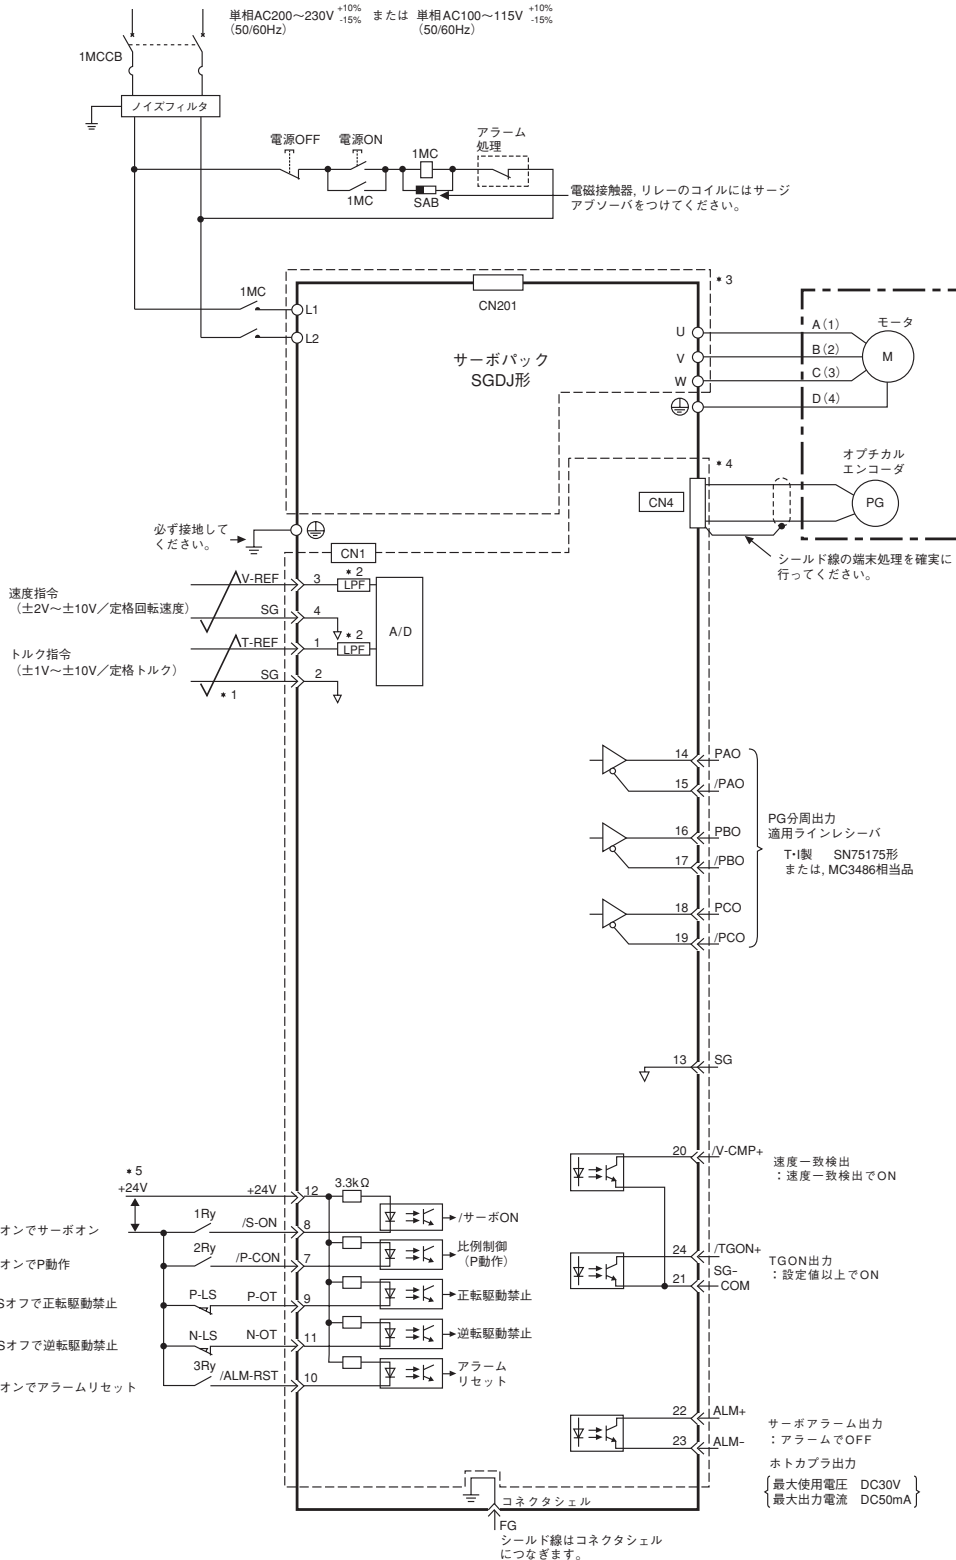 単相AC200～230V +10% -15% または 単相AC100～115V +10% -15%
（50/60Hz） （50/60Hz）
1MCCB
ノイズフィルタ
電源OFF 電源ON 1MC アラーム
処理
1MC SAB
電磁接触器, リレーのコイルにはサージ
アブソーバをつけてください。
*3
CN201
1MC
L1
L2
サーボパック
SGDJ形
U A（1） モータ
V B（2） M
W C（3）
D（4）
*4
オプチカル
エンコーダ
CN4 PG
シールド線の端末処理を確実に
行ってください。
必ず接地して
ください。
CN1
速度指令
（±2V～±10V／定格回転速度）
V-REF 3 *2 LPF
SG 4
A/D
トルク指令
（±1V～±10V／定格トルク）
T-REF 1 *2 LPF
SG 2
*1
14 PAO
15 /PAO
16 PBO
17 /PBO
18 PCO
19 /PCO
PG分周出力
適用ラインレシーバ
T・I製 SN75175形
または, MC3486相当品
13 SG
20 /V-CMP+
速度一致検出
：速度一致検出でON
24 /TGON+
21 SG-
COM
TGON出力
：設定値以上でON
*5
+24V +24V 12 3.3kΩ
オンでサーボオン 1Ry /S-ON 8 /サーボON
オンでP動作 2Ry /P-CON 7 比例制御
（P動作）
Sオフで正転駆動禁止 P-LS P-OT 9 正転駆動禁止
Sオフで逆転駆動禁止 N-LS N-OT 11 逆転駆動禁止
オンでアラームリセット 3Ry /ALM-RST 10 アラーム
リセット
22 ALM+
23 ALM-
サーボアラーム出力
：アラームでOFF
ホトカプラ出力
最大使用電圧 DC30V
最大出力電流 DC50mA
コネクタシェル
FG
シールド線はコネクタシェル
につなぎます。